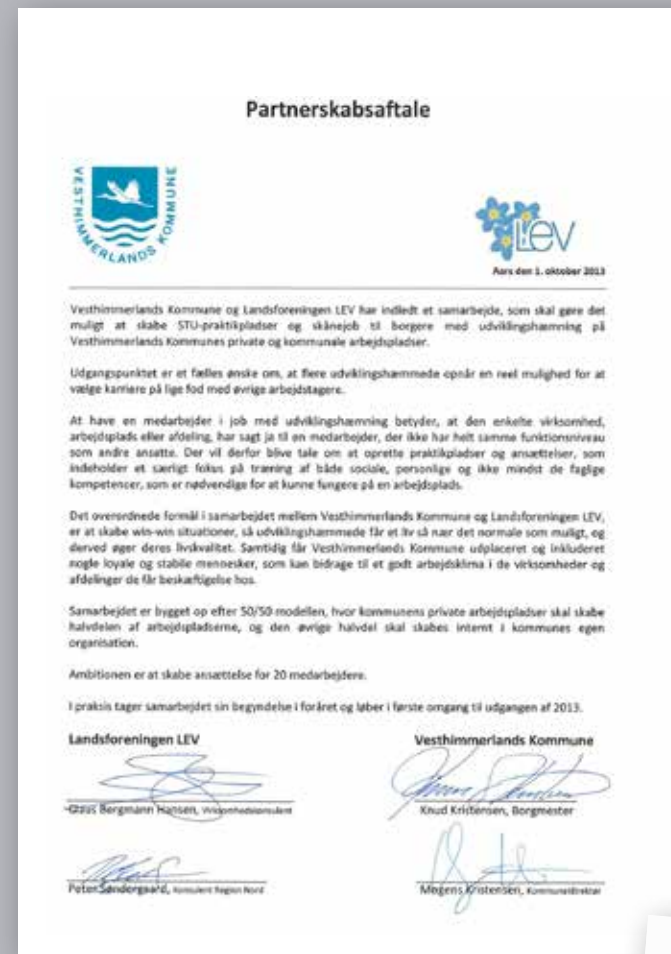 Partnerskabsaftale
VESTHIMMERLANDS KOMMUNE
LEV
Aars den 1. oktober 2013
Vesthimmerlands Kommune og Landsforeningen LEV har indledt et samarbejde, som skal gøre det
muligt at skabe STU-praktikpladser og skånejob til borgere med udviklingshæmning på
Vesthimmerlands Kommunes private og kommunale arbejdspladser.
Udgangspunktet er et fælles ønske om, at flere udviklingshæmmede opnår en reel mulighed for at
vælge karriere på lige fod med øvrige arbejdstagere.
At have en medarbejder i job med udviklingshæmning betyder, at den enkelte virksomhed,
arbejdsplads eller afdeling, har sagt ja til en medarbejder, der ikke har helt samme funktionsniveau
som andre ansatte. Der vil derfor blive tale om at oprette praktikpladser og ansættelser, som
indeholder et særligt fokus på træning af både sociale, personlige og ikke mindst de faglige
kompetencer, som er nødvendige for at kunne fungere på en arbejdsplads.
Det overordnede formål i samarbejdet mellem Vesthimmerlands Kommune og Landsforeningen LEV,
er at skabe win-win situationer, så udviklingshæmmede får et liv så nær det normale som muligt, og
derved øger deres livskvalitet. Samtidig får Vesthimmerlands Kommune udplaceret og inkluderet
nogle loyale og stabile mennesker, som kan bidrage til et godt arbejdsklima i de virksomheder og
afdelinger de får beskæftigelse hos.
Samarbejdet er bygget op efter 50/50 modellen, hvor kommunens private arbejdspladser skal skabe
halvdelen af arbejdspladserne, og den øvrige halvdel skal skabes internt i kommunes egen
organisation.
Ambitionen er at skabe ansættelse for 20 medarbejdere.
I praksis tager samarbejdet sin begyndelse i foråret og løber i første omgang til udgangen af 2013.
Landsforeningen LEV
Vesthimmerlands Kommune
Claus Bergmann Hansen, Virksomhedskonsulent
Knud Kristensen, Borgmester
Peter Søndergaard, Konsulent Region Nord
Mogens Kristensen, Kommunaldirektør